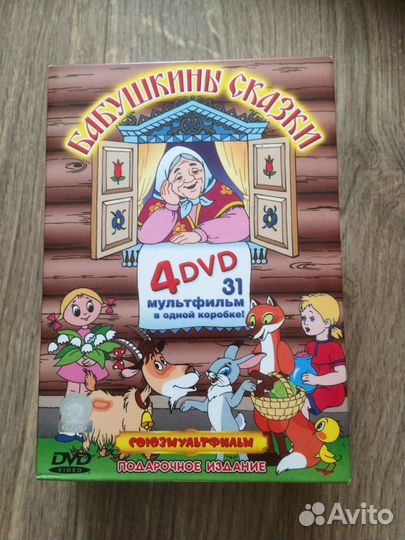 БАБУШКИНЫ СКАЗКИ
4DVD
31
мультфильм
в одной коробке!
СОЮЗМУЛЬТФИЛЬМ
ПОДАРОЧНОЕ ИЗДАНИЕ
DVD
VIDEO
Avito